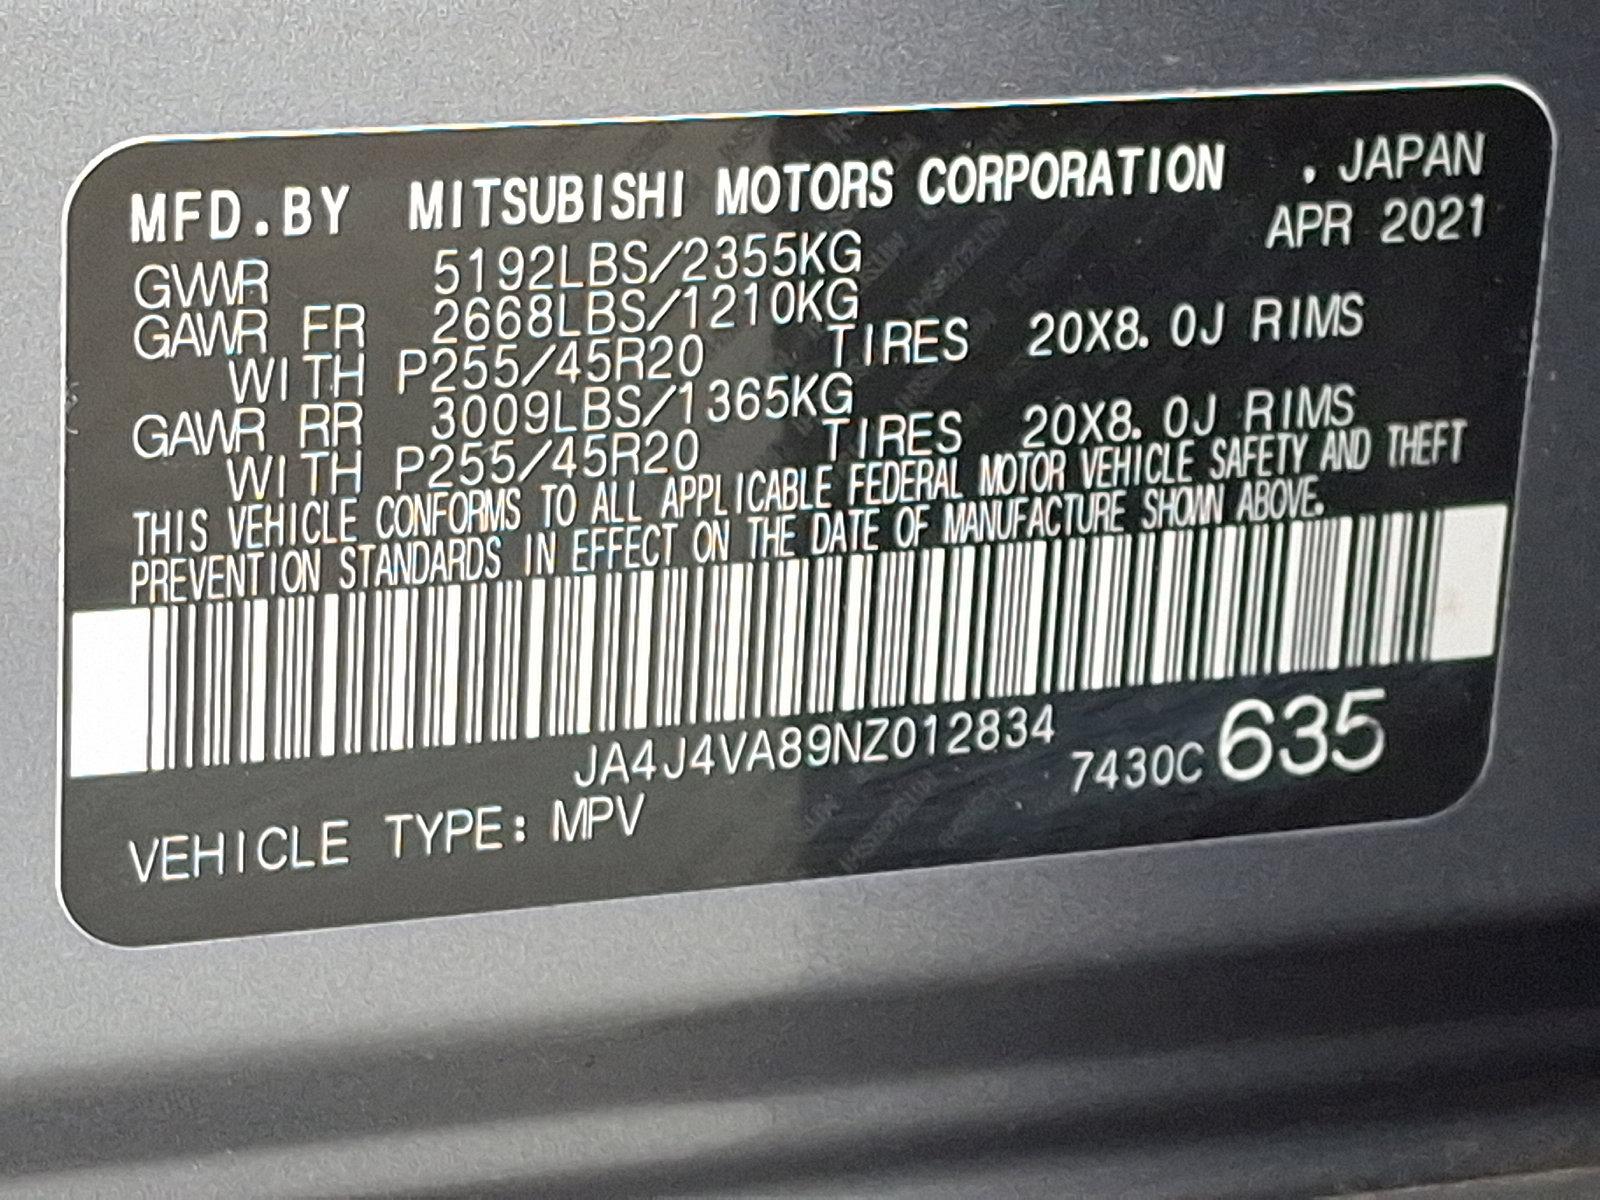 MFD.BY MITSUBISHI MOTORS CORPORATION , JAPAN
APR 2021
GVWR 5192LBS/2355KG
GAWR FR 2668LBS/1210KG
WITH P255/45R20 TIRES 20X8.0J RIMS
GAWR RR 3009LBS/1365KG
WITH P255/45R20 TIRES 20X8.0J RIMS
THIS VEHICLE CONFORMS TO ALL APPLICABLE FEDERAL MOTOR VEHICLE SAFETY AND THEFT
PREVENTION STANDARDS IN EFFECT ON THE DATE OF MANUFACTURE SHOWN ABOVE.
JA4J4VA89NZ012834
7430C635
VEHICLE TYPE: MPV